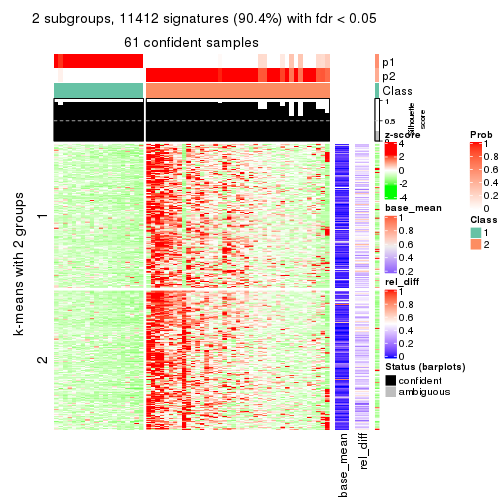 2 subgroups, 11412 signatures (90.4%) with fdr < 0.05
61 confident samples
p1
p2
Class
1
0.5
0
Silhouette
score
k-means with 2 groups
1
2
base_mean
rel_diff
z-score
4
2
0
-2
-4
base_mean
1
0.8
0.6
0.4
0.2
rel_diff
1
0.8
0.6
0.4
0.2
0
Status (barplots)
confident
ambiguous
Prob
1
0.8
0.6
0.4
0.2
0
Class
1
2